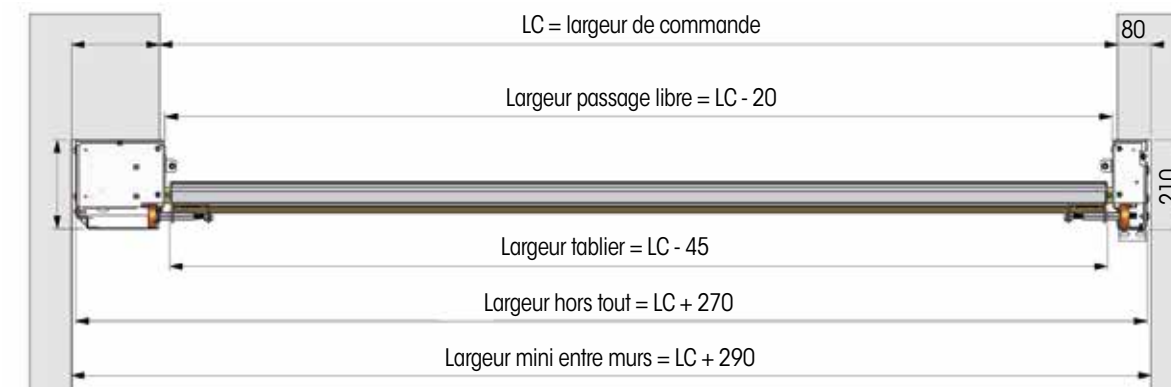 LC = largeur de commande
80
Largeur passage libre = LC - 20
210
Largeur tablier = LC - 45
Largeur hors tout = LC + 270
Largeur mini entre murs = LC + 290